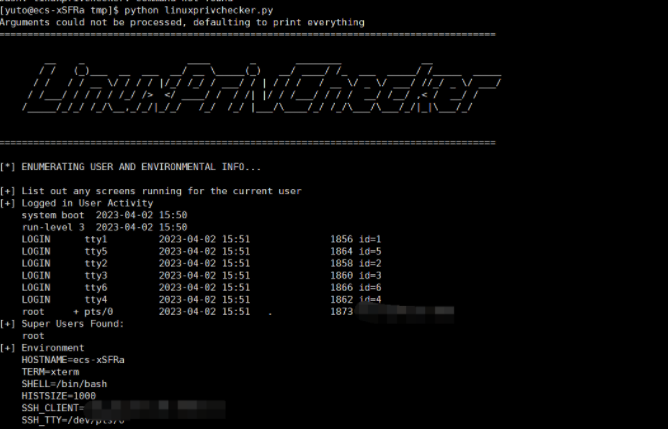 [yuto@ecs-xSFRa tmp]$ python linuxprivchecker.py
Arguments could not be processed, defaulting to print everything
LinuxPrivChecker
[*] ENUMERATING USER AND ENVIRONMENTAL INFO...
[+] List out any screens running for the current user
[+] Logged in User Activity
system boot 2023-04-02 15:50
run-level 3 2023-04-02 15:50
LOGIN tty1 2023-04-02 15:51 1856 id=1
LOGIN tty5 2023-04-02 15:51 1864 id=5
LOGIN tty2 2023-04-02 15:51 1858 id=2
LOGIN tty3 2023-04-02 15:51 1860 id=3
LOGIN tty6 2023-04-02 15:51 1866 id=6
LOGIN tty4 2023-04-02 15:51 1862 id=4
root + pts/0 2023-04-02 15:51 . 1873
[+] Super Users Found:
root
[+] Environment
HOSTNAME=ecs-xSFRa
TERM=xterm
SHELL=/bin/bash
HISTSIZE=1000
SSH_CLIENT=
SSH_TTY=/dev/pts/0